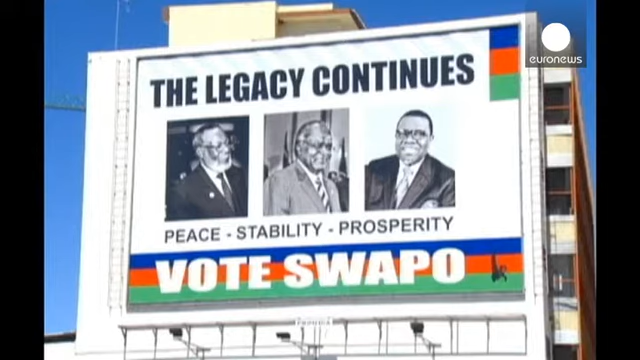 euronews
THE LEGACY CONTINUES
PEACE - STABILITY - PROSPERITY
VOTE SWAPO